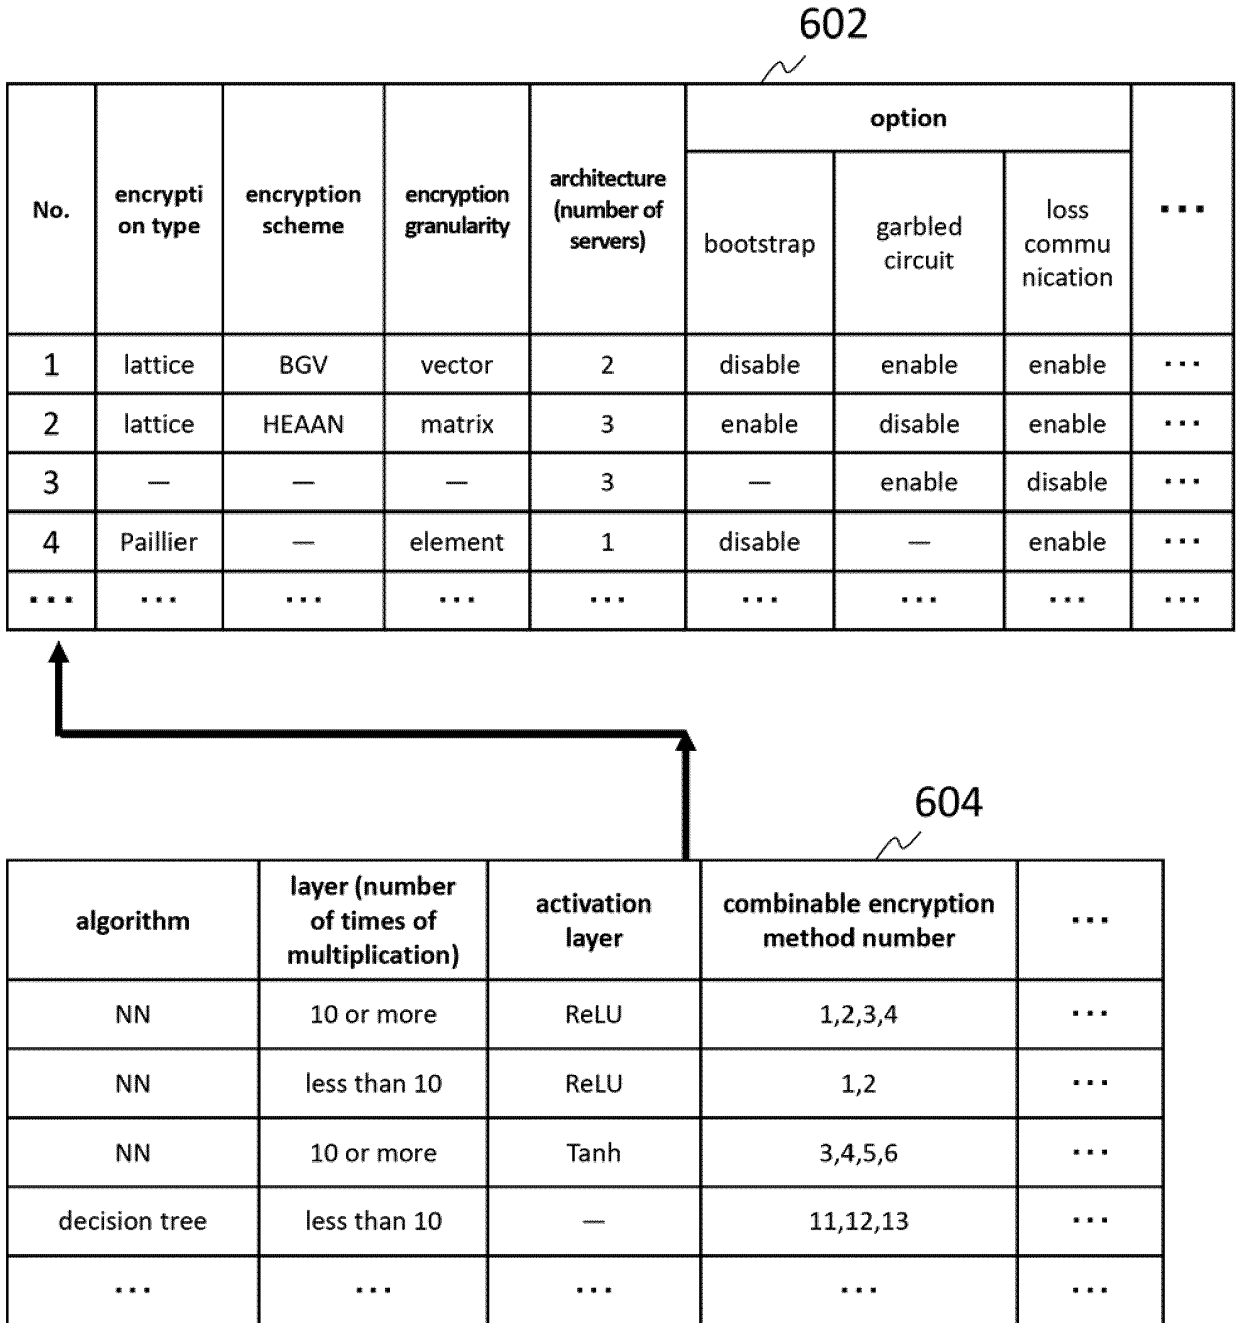 602
No. encrypti on type encryption scheme encryption granularity architecture (number of servers) option ...
bootstrap garbled circuit loss commu nication
1 lattice BGV vector 2 disable enable enable ...
2 lattice HEAAN matrix 3 enable disable enable ...
3 — — — 3 — enable disable ...
4 Paillier — element 1 disable — enable ...
... ... ... ... ... ... ... ... ...
604
algorithm layer (number of times of multiplication) activation layer combinable encryption method number ...
NN 10 or more ReLU 1,2,3,4 ...
NN less than 10 ReLU 1,2 ...
NN 10 or more Tanh 3,4,5,6 ...
decision tree less than 10 — 11,12,13 ...
... ... ... ... ...